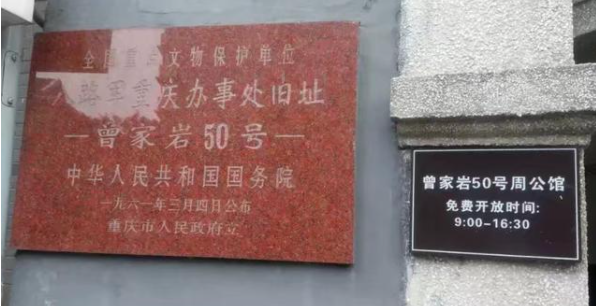 全国重点文物保护单位
八路军重庆办事处旧址
—曾家岩50号—
中华人民共和国国务院
一九六一年三月四日公布
重庆市人民政府立
曾家岩50号周公馆
免费开放时间:
9:00-16:30